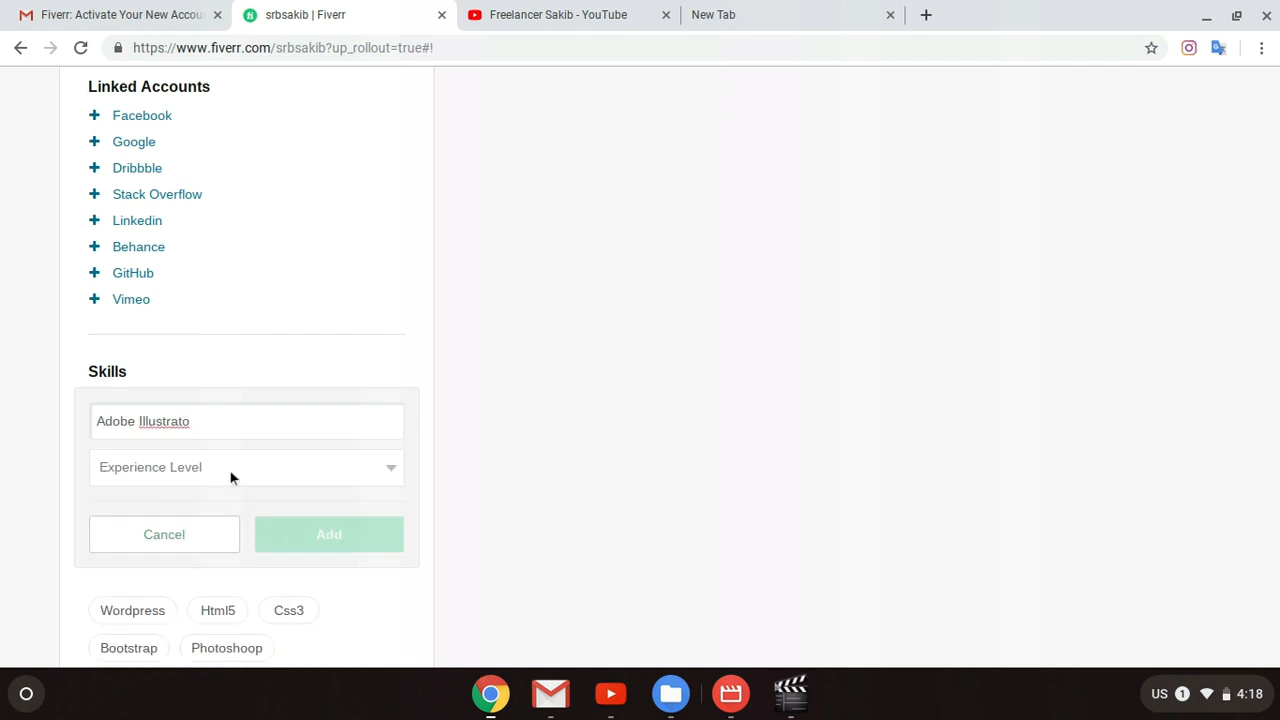 Fiverr: Activate Your New Accou
srbsakib | Fiverr
Freelancer Sakib - YouTube
New Tab
https://www.fiverr.com/srbsakib?up_rollout=true#!
Linked Accounts
Facebook
Google
Dribbble
Stack Overflow
Linkedin
Behance
GitHub
Vimeo
Skills
Adobe Illustrato
Experience Level
Cancel
Add
Wordpress
Html5
Css3
Bootstrap
Photoshoop
US 1 4:18